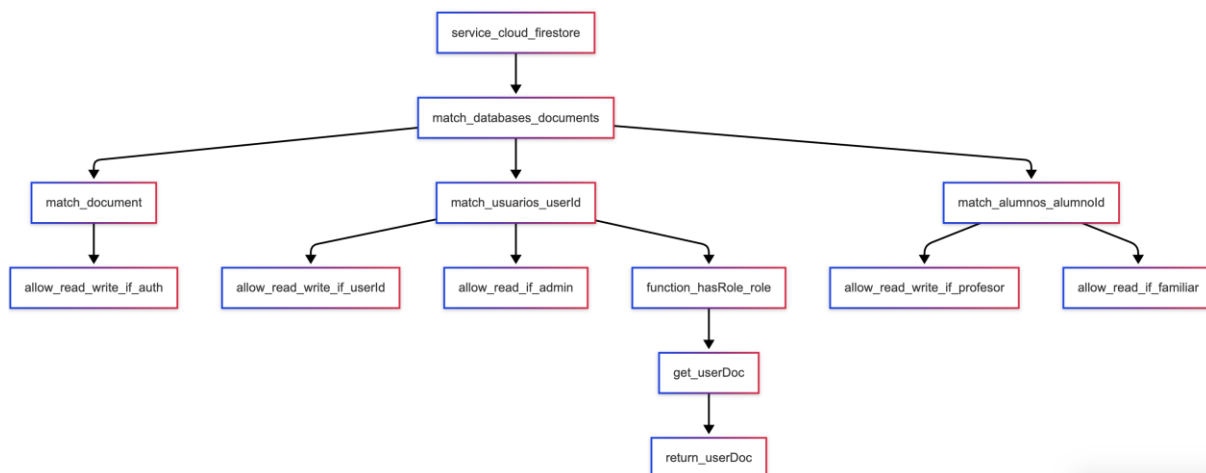 service_cloud_firestore
match_databases_documents
match_document
match_usuarios_userId
match_alumnos_alumnoId
allow_read_write_if_auth
allow_read_write_if_userId
allow_read_if_admin
function_hasRole_role
allow_read_write_if_profesor
allow_read_if_familiar
get_userDoc
return_userDoc